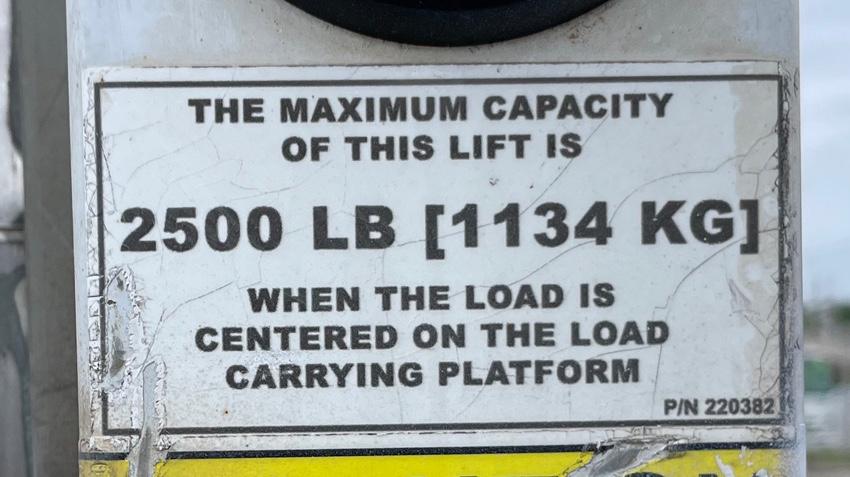 THE MAXIMUM CAPACITY
OF THIS LIFT IS
2500 LB [1134 KG]
WHEN THE LOAD IS
CENTERED ON THE LOAD
CARRYING PLATFORM
P/N 220382